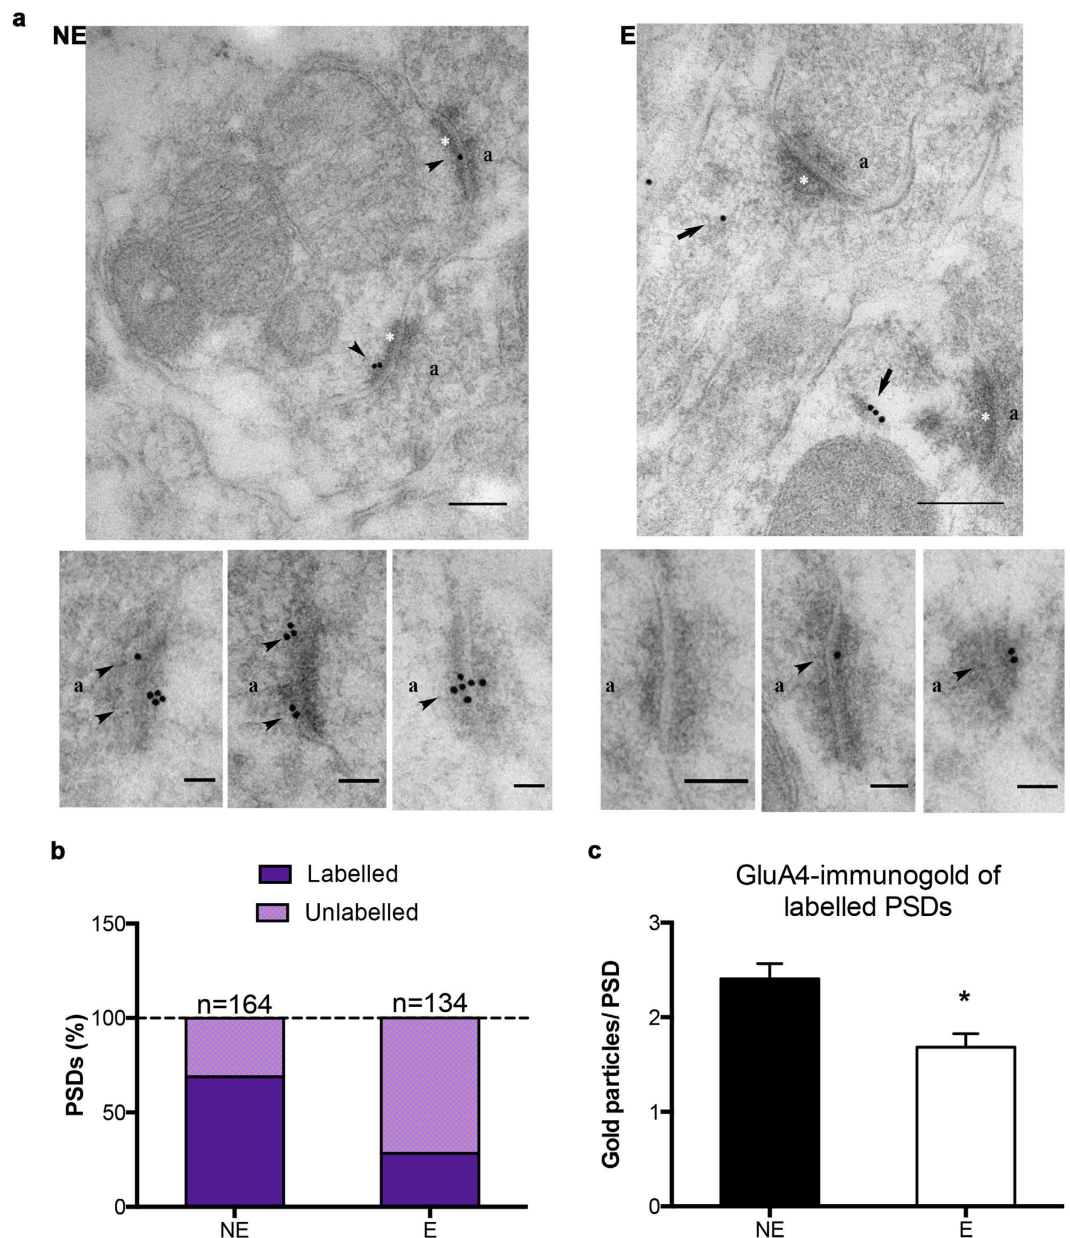 a
NE
E
*
a
*
a
a
*
*
a
a
a
a
a
a
a
b
Labelled
Unlabelled
PSDs (%)
150
100
50
0
n=164
n=134
NE
E
c
GluA4-immunogold of
labelled PSDs
Gold particles/ PSD
3
2
1
0
*
NE
E